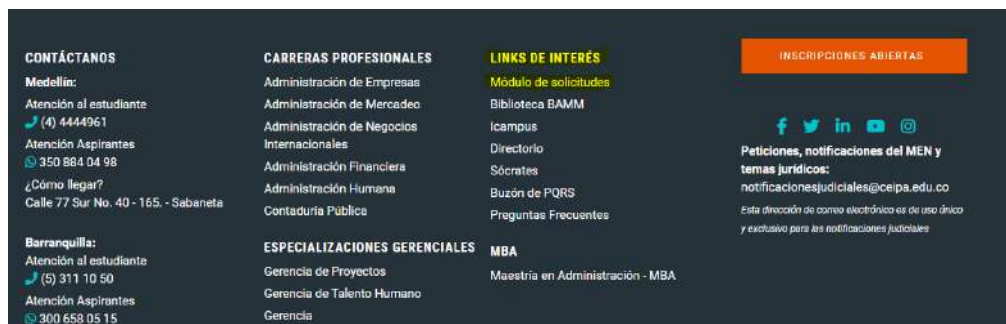 CONTÁCTANOS
Medellín:
Atención al estudiante
(4) 4444961
Atención Aspirantes
350 884 04 98
¿Cómo llegar?
Calle 77 Sur No. 40 - 165. - Sabaneta
Barranquilla:
Atención al estudiante
(5) 311 10 50
Atención Aspirantes
300 658 05 15
CARRERAS PROFESIONALES
Administración de Empresas
Administración de Mercadeo
Administración de Negocios
Internacionales
Administración Financiera
Administración Humana
Contaduría Pública
ESPECIALIZACIONES GERENCIALES
Gerencia de Proyectos
Gerencia de Talento Humano
Gerencia
LINKS DE INTERÉS
Módulo de solicitudes
Biblioteca BAMM
Icampus
Directorio
Sócrates
Buzón de PQRS
Preguntas Frecuentes
MBA
Maestría en Administración - MBA
INSCRIPCIONES ABIERTAS
Peticiones, notificaciones del MEN y
temas jurídicos:
notificacionesjudiciales@ceipa.edu.co
Esta dirección de correo electrónico es de uso único
y exclusivo para las notificaciones judiciales